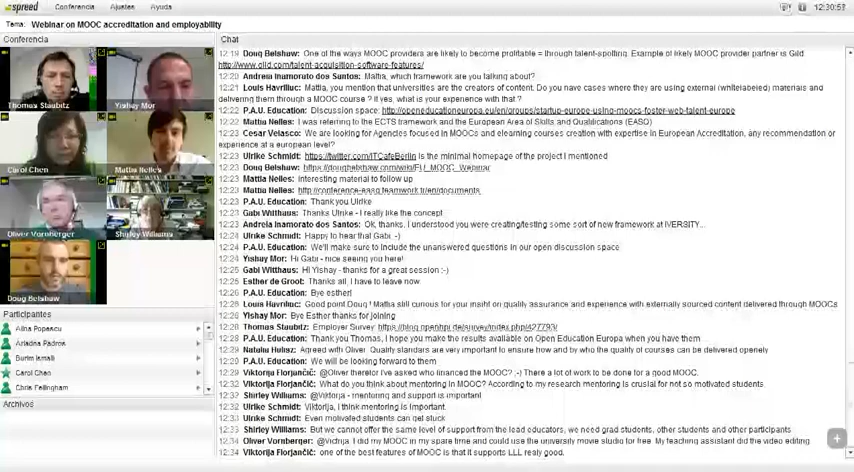 spreed Conferencia Ajustes Ayuda 12:30:53
Tema: Webinar on MOOC accreditation and employability
Conferencia
Thomas Staubitz
Yishay Mor
Carol Chen
Mattia Nelles
Oliver Vornberger
Shirley Williams
Doug Belshaw
Participantes
Alina Popescu
Ariadna Padros
Burim Ismaili
Carol Chen
Chris Fellingham
Archivos
Chat
12:19 Doug Belshaw: One of the ways MOOC providers are likely to become profitable = through talent-spotting. Example of likely MOOC provider partner is Gild
http://www.gild.com/talent-acquisition-software-features/
12:20 Andreia Inamorato dos Santos: Mattia, which framework are you talking about?
12:21 Louis Havriluc: Mattia, you mention that universities are the creators of content. Do you have cases where they are using external (whitelabeled) materials and
delivering them through a MOOC course ? If yes, what is your experience with that ?
12:22 P.A.U. Education: Discussion space: http://openeducationeuropa.eu/en/groups/startup-europe-using-moocs-foster-web-talent-europe
12:22 Mattia Nelles: I was referring to the ECTS framework and the European Area of Skills and Qualifications (EASQ)
12:23 Cesar Velasco: We are looking for Agencies focused in MOOCs and elearning courses creation with expertise in European Accreditation, any recommendation or
experience at a european level?
12:23 Ulrike Schmidt: https://twitter.com/ITCafeBerlin is the minimal homepage of the project I mentioned
12:23 Doug Belshaw: https://dougbelshaw.com/wiki/EU_MOOC_Webinar
12:23 Mattia Nelles: Interesting material to follow up
12:23 Mattia Nelles: http://conference-easq.teamwork.fr/en/documents
12:23 P.A.U. Education: Thank you Ulrike
12:23 Gabi Witthaus: Thanks Ulrike - I really like the concept
12:24 Andreia Inamorato dos Santos: Ok, thanks. I understood you were creating/testing some sort of new framework at IVERSITY...
12:24 Ulrike Schmidt: Happy to hear that Gabi :-)
12:24 P.A.U. Education: We'll make sure to include the unanswered questions in our open discussion space
12:24 Yishay Mor: Hi Gabi - nice seeing you here!
12:25 Gabi Witthaus: Hi Yishay - thanks for a great session :-)
12:25 Esther de Groot: Thanks all, I have to leave now
12:26 P.A.U. Education: Bye esther!
12:28 Louis Havriluc: Good point Doug ! Mattia still curious for your insight on quality assurance and experience with externally sourced content delivered through MOOCs
12:28 Yishay Mor: Bye Esther thanks for joining
12:28 Thomas Staubitz: Employer Survey: https://blog.openhpi.de/survey/index.php/427793/
12:28 P.A.U. Education: Thank you Thomas, I hope you make the results available on Open Education Europa when you have them
12:29 Agreed with Oliver. Quality standars are very important to ensure how and by who the quality of courses can be delivered openely
12:29 P.A.U. Education: We will be looking forward to them
12:29 Viktorija Florjančič: @Oliver therefor I've asked who financed the MOOC? ;-) There a lot of work to be done for a good MOOC.
12:32 Viktorija Florjančič: What do you think about mentoring in MOOC? According to my research mentoring is crucial for not so motivated students.
12:32 Shirley Williams: @Viktorja - mentoring and support is important
12:32 Ulrike Schmidt: Viktorija, I think mentoring is important.
12:33 Ulrike Schmidt: Even motivated students can get stuck
12:33 Shirley Williams: But we cannot offer the same level of support from the lead educators, we need grad students, other students and other participants
12:34 Oliver Vornberger: I did my MOOC in my spare time and could use the university movie studio for free. My teaching assistant did the video editing
12:34 Viktorija Florjančič: one of the best features of MOOC is that it supports LLL realy good.